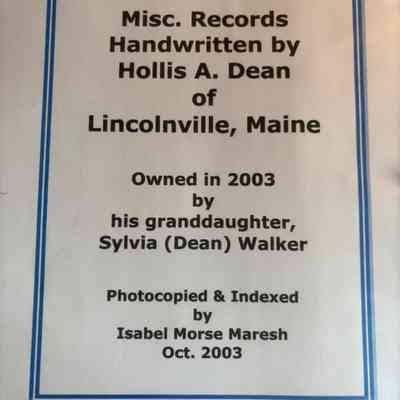 Misc. Records
Handwritten by
Hollis A. Dean
of
Lincolnville, Maine
Owned in 2003
by
his granddaughter,
Sylvia (Dean) Walker
Photocopied & Indexed
by
Isabel Morse Maresh
Oct. 2003